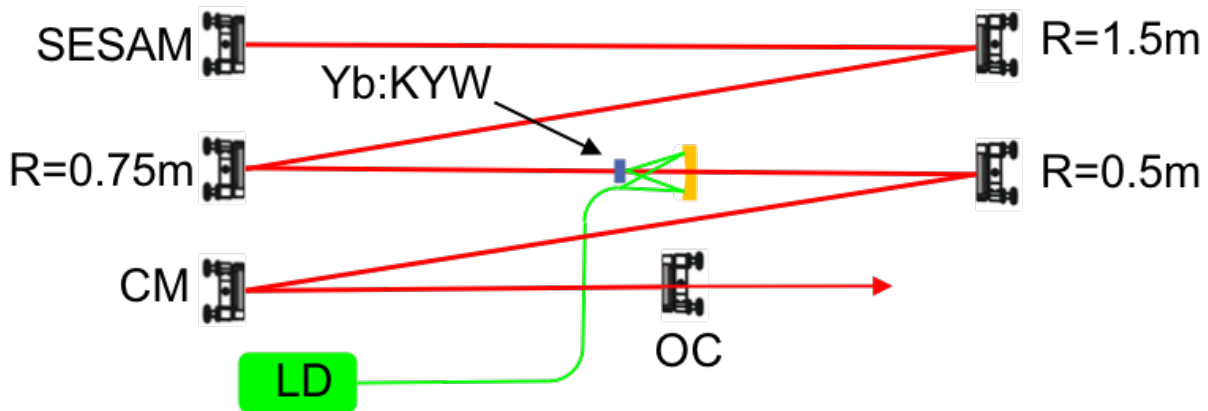 SESAM
R=1.5m
Yb:KYW
R=0.75m
R=0.5m
CM
OC
LD